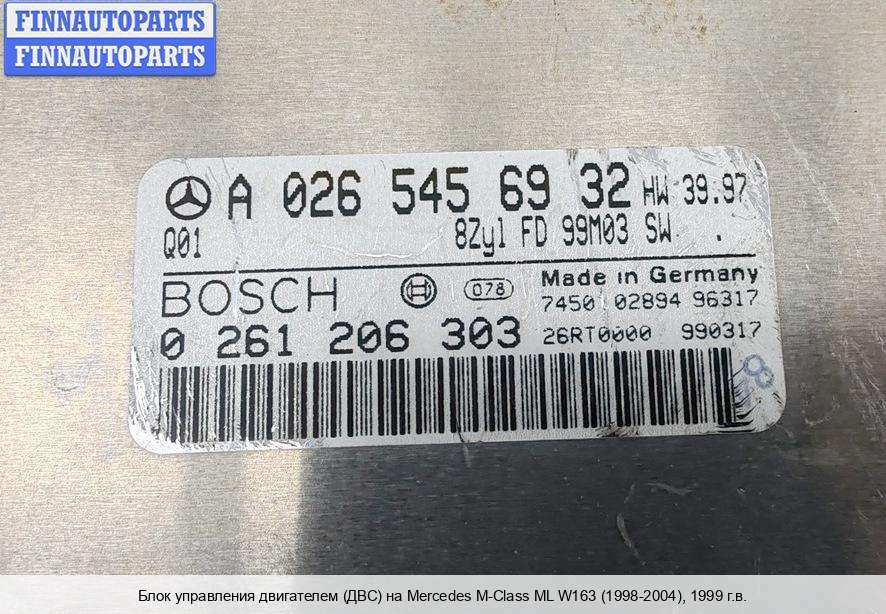 FINNAUTOPARTS
FINNAUTOPARTS
A 026 545 69 32 HW 39.97
Q01 8Zyl FD 99M03 SW .
BOSCH 078 Made in Germany
7450 02894 96317
0 261 206 303 26RT0000 990317
Блок управления двигателем (ДВС) на Mercedes M-Class ML W163 (1998-2004), 1999 г.в.